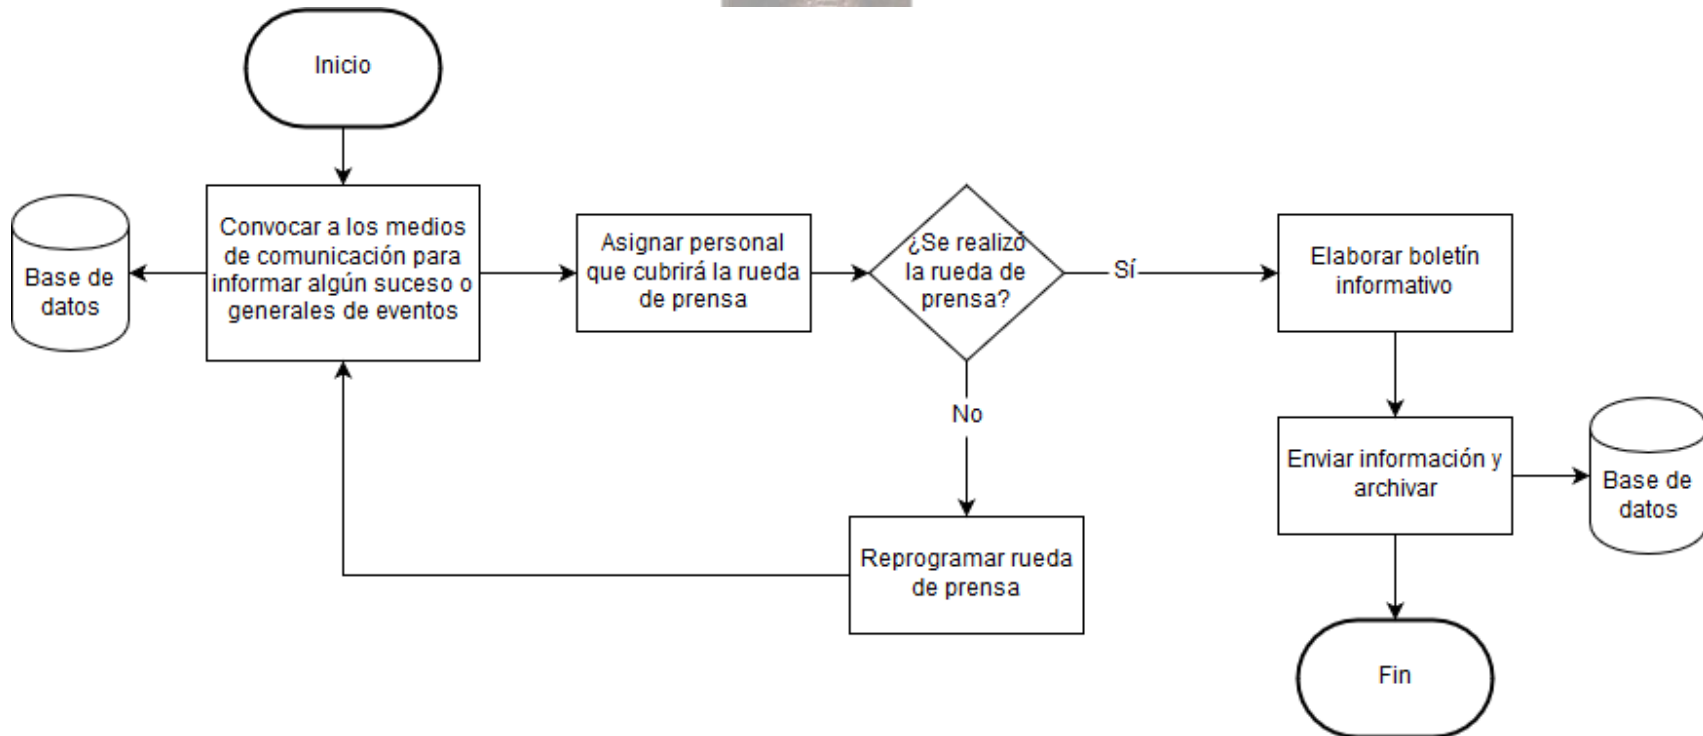 Inicio
Convocar a los medios
de comunicación para
informar algún suceso o
generales de eventos
Base de
datos
Asignar personal
que cubrirá la rueda
de prensa
¿Se realizó
la rueda de
prensa?
Sí
Elaborar boletín
informativo
No
Enviar información y
archivar
Base de
datos
Reprogramar rueda
de prensa
Fin